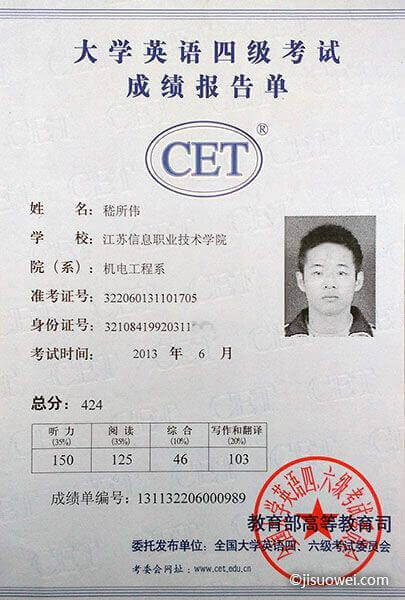 大学英语四级考试
成绩报告单
CET®
姓 名: 嵇所伟
学 校: 江苏信息职业技术学院
院（系）: 机电工程系
准考证号: 322060131101705
身份证号: 32108419920311
考试时间: 2013 年 6 月
总分: 424
听力 (35%) 阅读 (35%) 综合 (10%) 写作和翻译 (20%)
150 125 46 103
成绩单编号: 131132206000989
教育部高等教育司
委托发布单位: 全国大学英语四、六级考试委员会
考委会网址: www.cet.edu.cn
全国大学英语四、六级考试委员会
©jisuowei.com